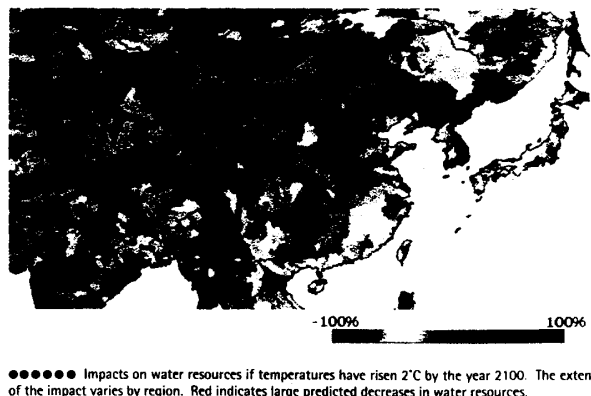 -100% 100%
●●●●●● Impacts on water resources if temperatures have risen 2°C by the year 2100. The exten
of the impact varies by region. Red indicates large predicted decreases in water resources.